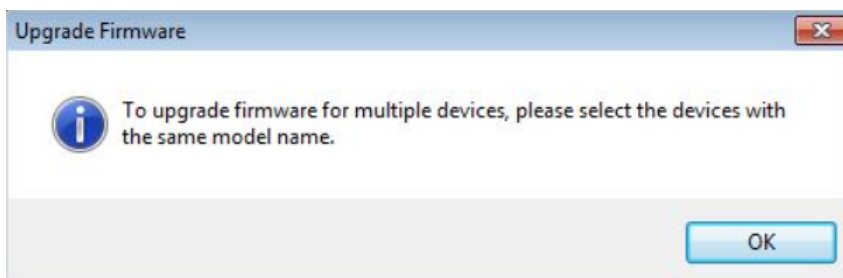 Upgrade Firmware
To upgrade firmware for multiple devices, please select the devices with
the same model name.
OK